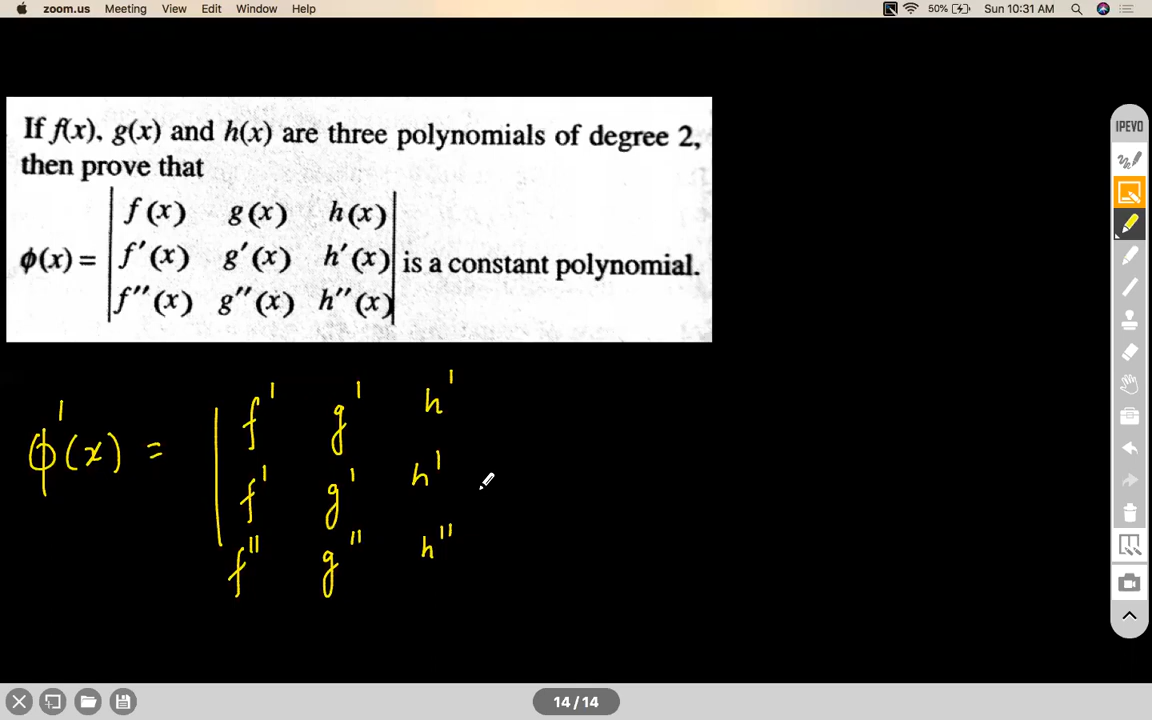 zoom.us Meeting View Edit Window Help 50% Sun 10:31 AM
If f(x), g(x) and h(x) are three polynomials of degree 2,
then prove that
f(x) g(x) h(x)
ϕ(x) = f′(x) g′(x) h′(x) is a constant polynomial.
f″(x) g″(x) h″(x)
f' g' h'
ϕ'(x) = f' g' h'
f'' g'' h''
IPEVO
14/14